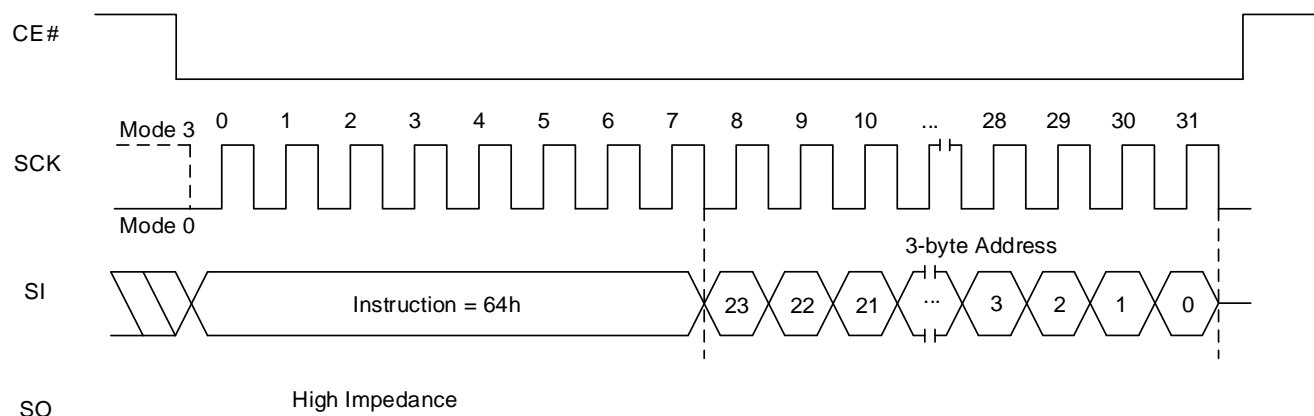 CE#
Mode 3 0 1 2 3 4 5 6 7 8 9 10 ... 28 29 30 31
SCK
Mode 0
3-byte Address
SI Instruction = 64h 23 22 21 ... 3 2 1 0
High Impedance
SO